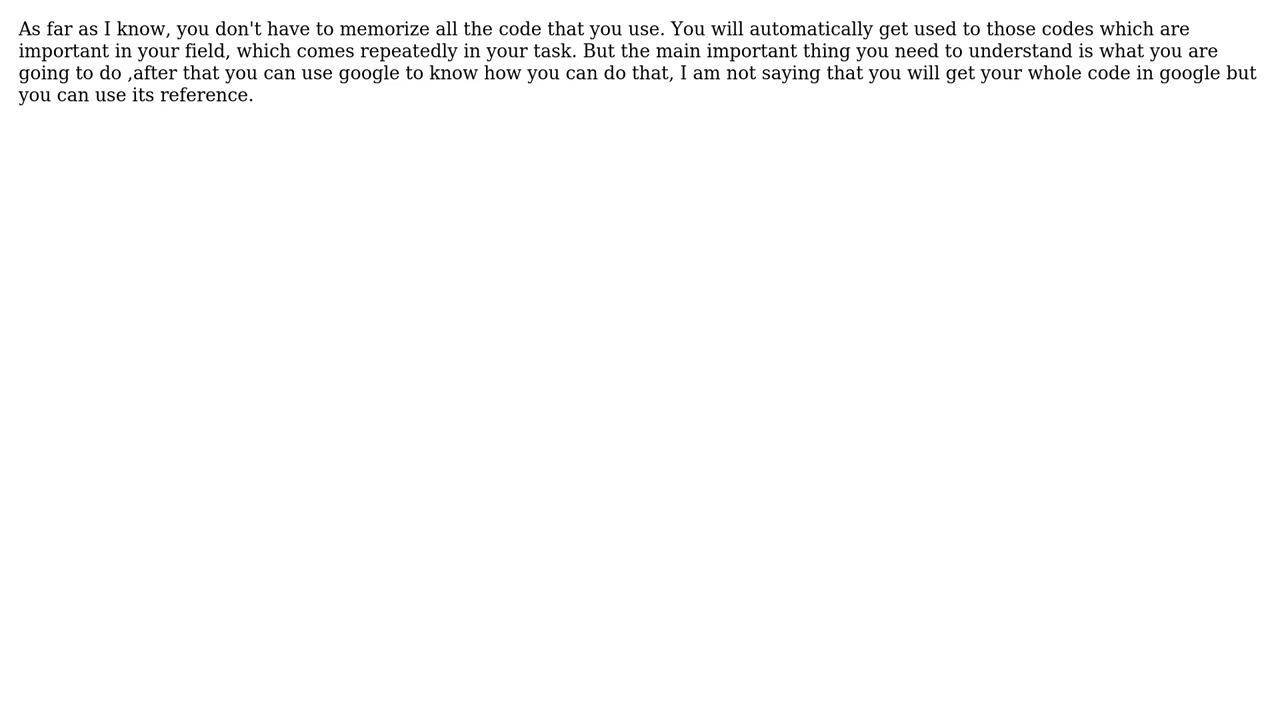 As far as I know, you don't have to memorize all the code that you use. You will automatically get used to those codes which are
important in your field, which comes repeatedly in your task. But the main important thing you need to understand is what you are
going to do ,after that you can use google to know how you can do that, I am not saying that you will get your whole code in google but
you can use its reference.